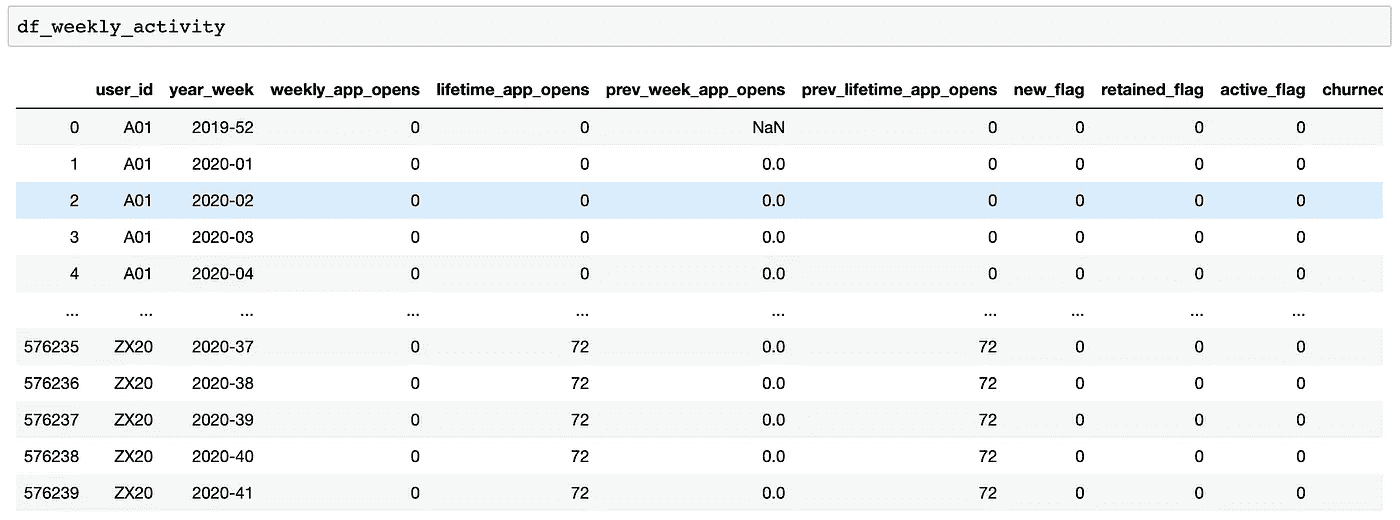 df_weekly_activity
user_id year_week weekly_app_opens lifetime_app_opens prev_week_app_opens prev_lifetime_app_opens new_flag retained_flag active_flag churned
0 A01 2019-52 0 0 NaN 0 0 0 0
1 A01 2020-01 0 0 0.0 0 0 0 0
2 A01 2020-02 0 0 0.0 0 0 0 0
3 A01 2020-03 0 0 0.0 0 0 0 0
4 A01 2020-04 0 0 0.0 0 0 0 0
... ... ... ... ... ... ... ... ... ...
576235 ZX20 2020-37 0 72 0.0 72 0 0 0
576236 ZX20 2020-38 0 72 0.0 72 0 0 0
576237 ZX20 2020-39 0 72 0.0 72 0 0 0
576238 ZX20 2020-40 0 72 0.0 72 0 0 0
576239 ZX20 2020-41 0 72 0.0 72 0 0 0